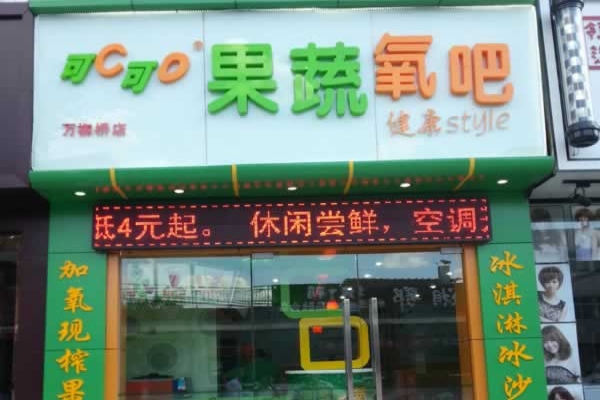 可C可O®
果蔬氧吧
健康style
万柳桥店
低4元起。 休闲尝鲜，空调
加氧现榨果
冰淇淋冰沙